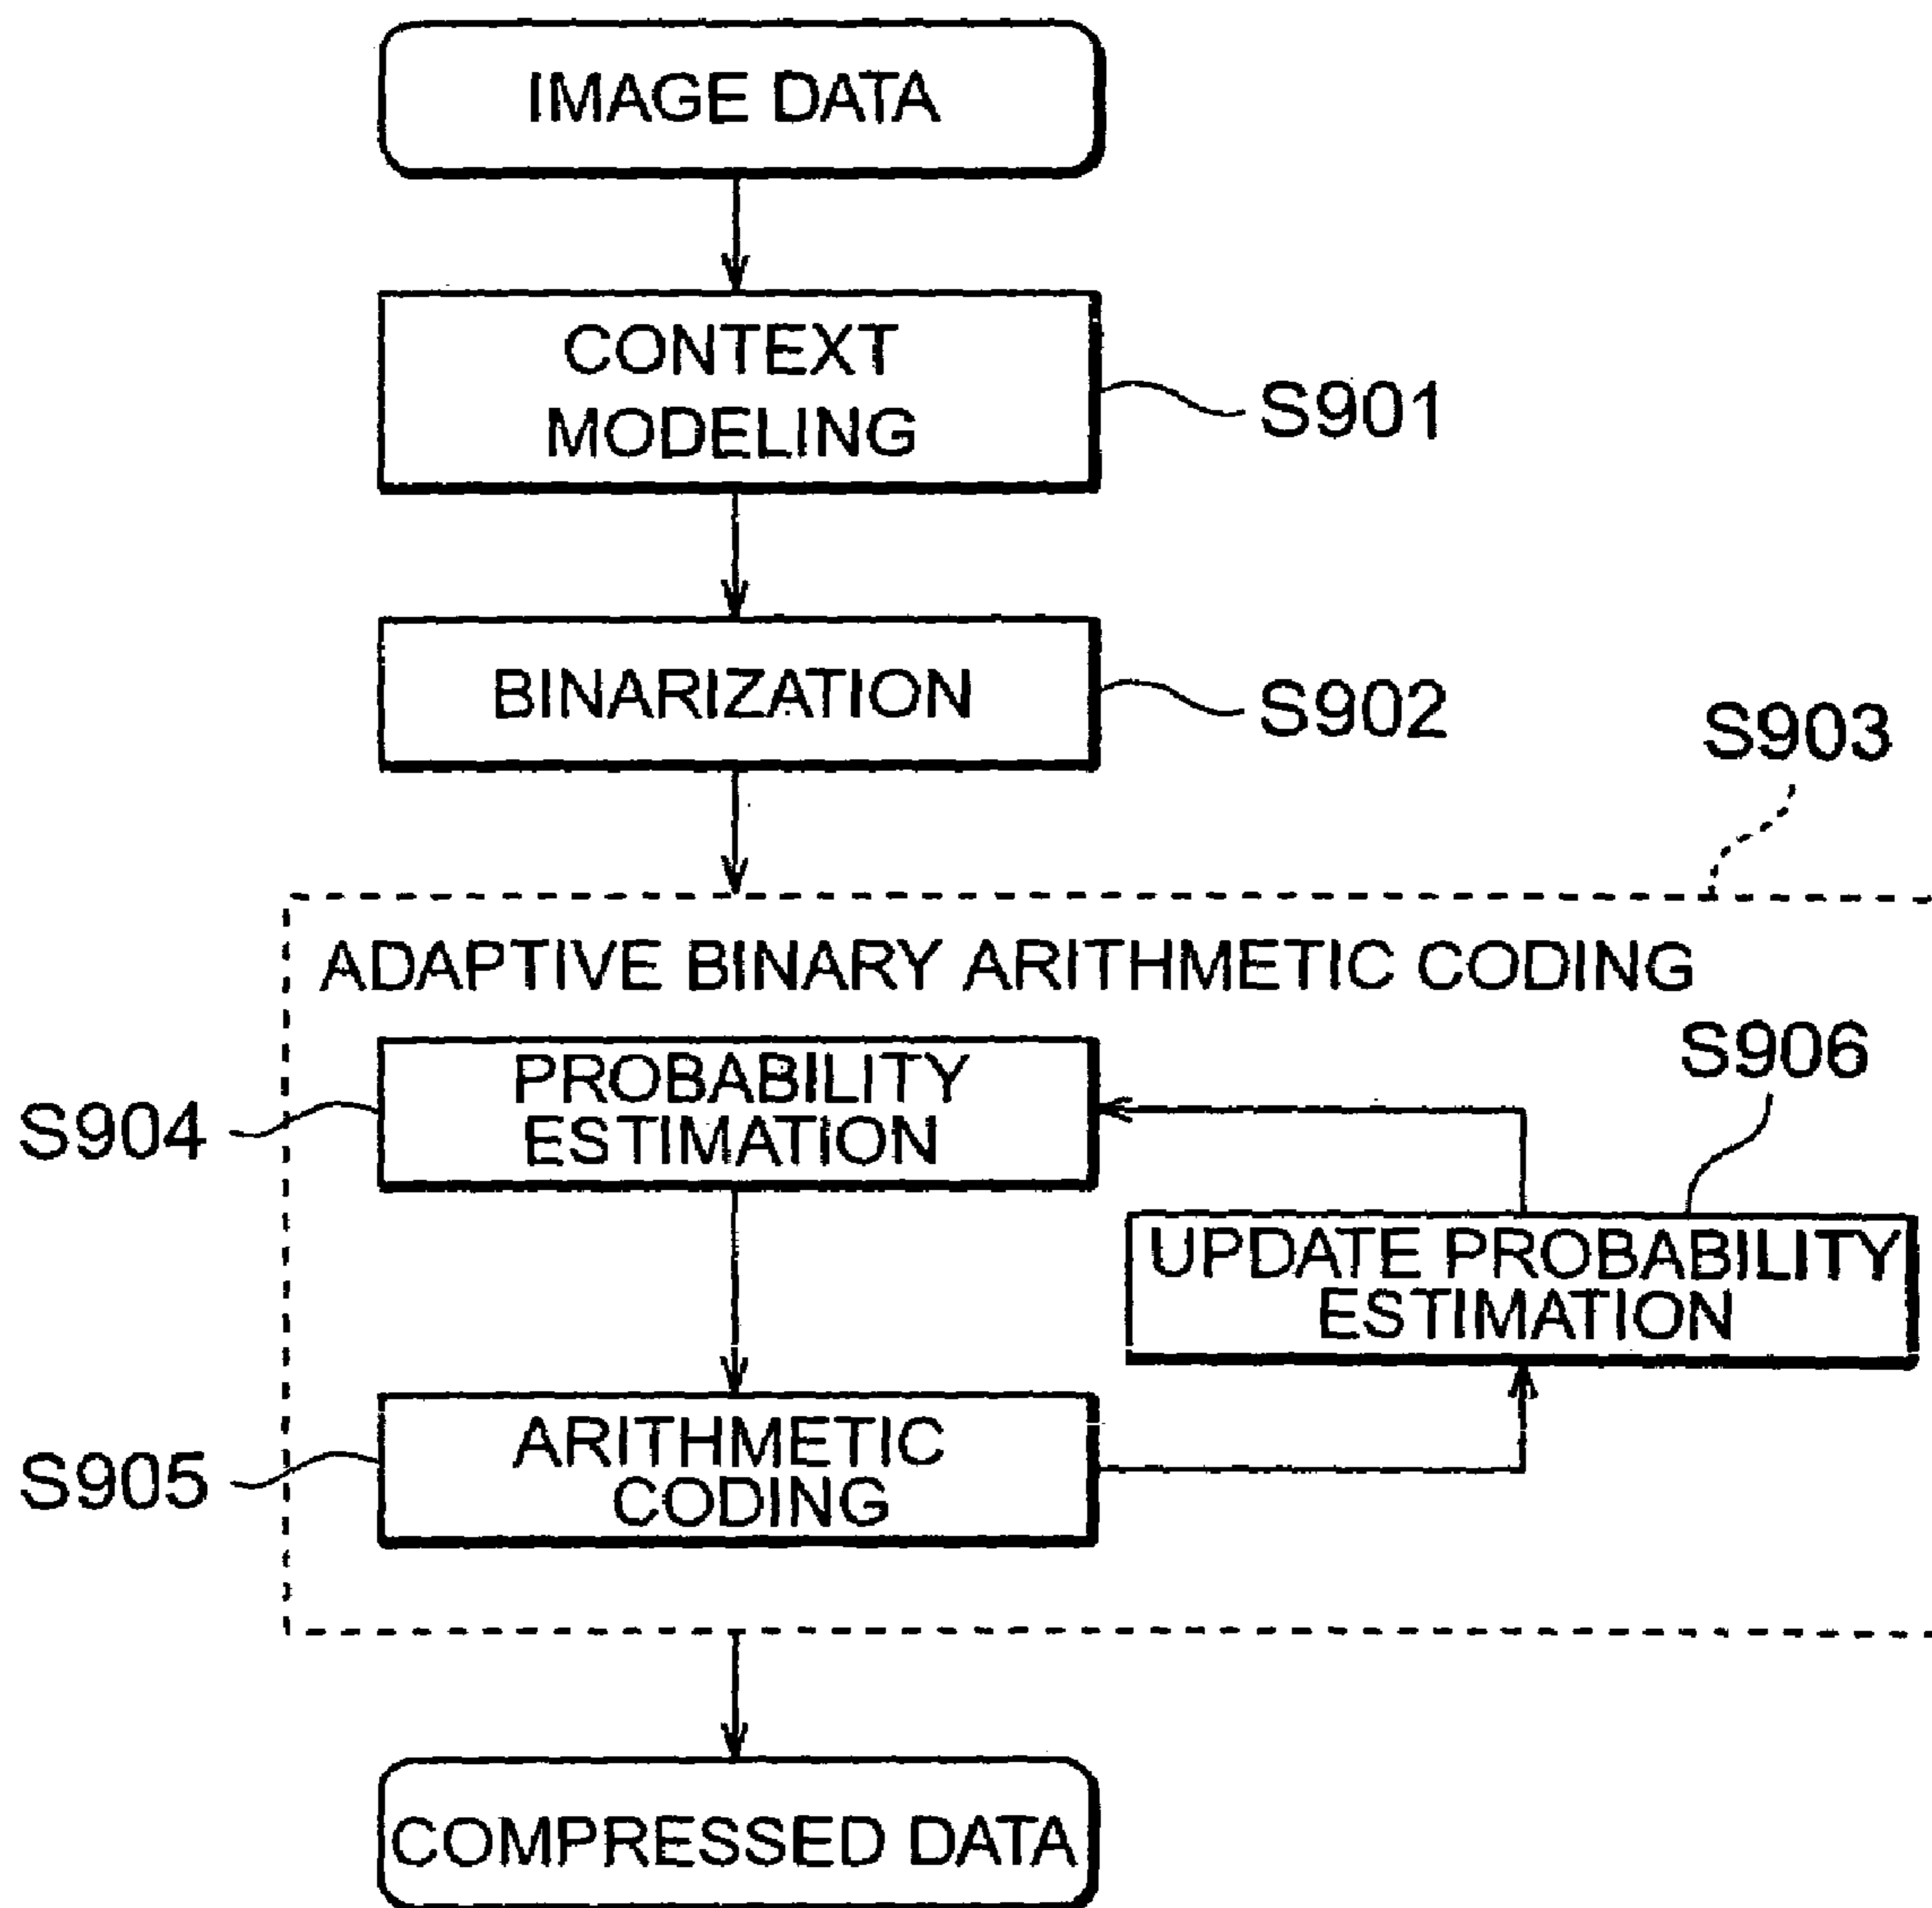 IMAGE DATA
CONTEXT
MODELING
S901
BINARIZATION
S902
S903
ADAPTIVE BINARY ARITHMETIC CODING
S904
PROBABILITY
ESTIMATION
S906
UPDATE PROBABILITY
ESTIMATION
S905
ARITHMETIC
CODING
COMPRESSED DATA